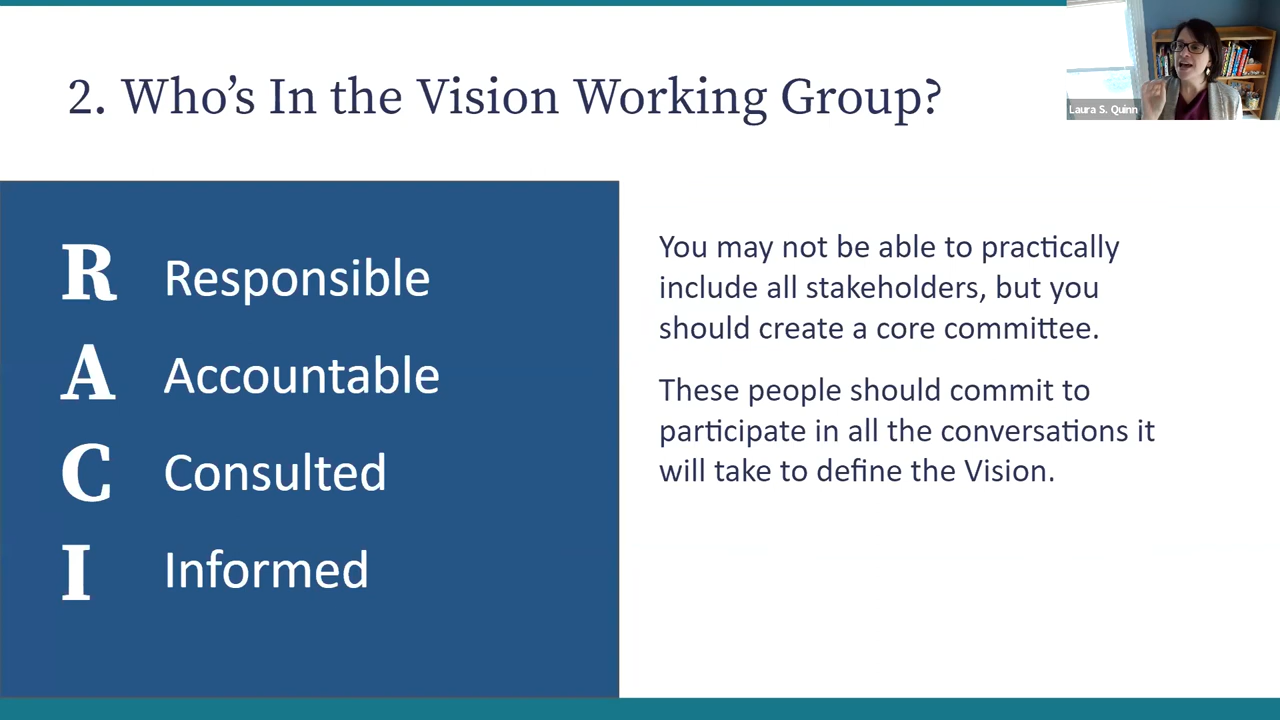 2. Who's In the Vision Working Group?
Laura S. Quinn
R Responsible
A Accountable
C Consulted
I Informed
You may not be able to practically
include all stakeholders, but you
should create a core committee.
These people should commit to
participate in all the conversations it
will take to define the Vision.